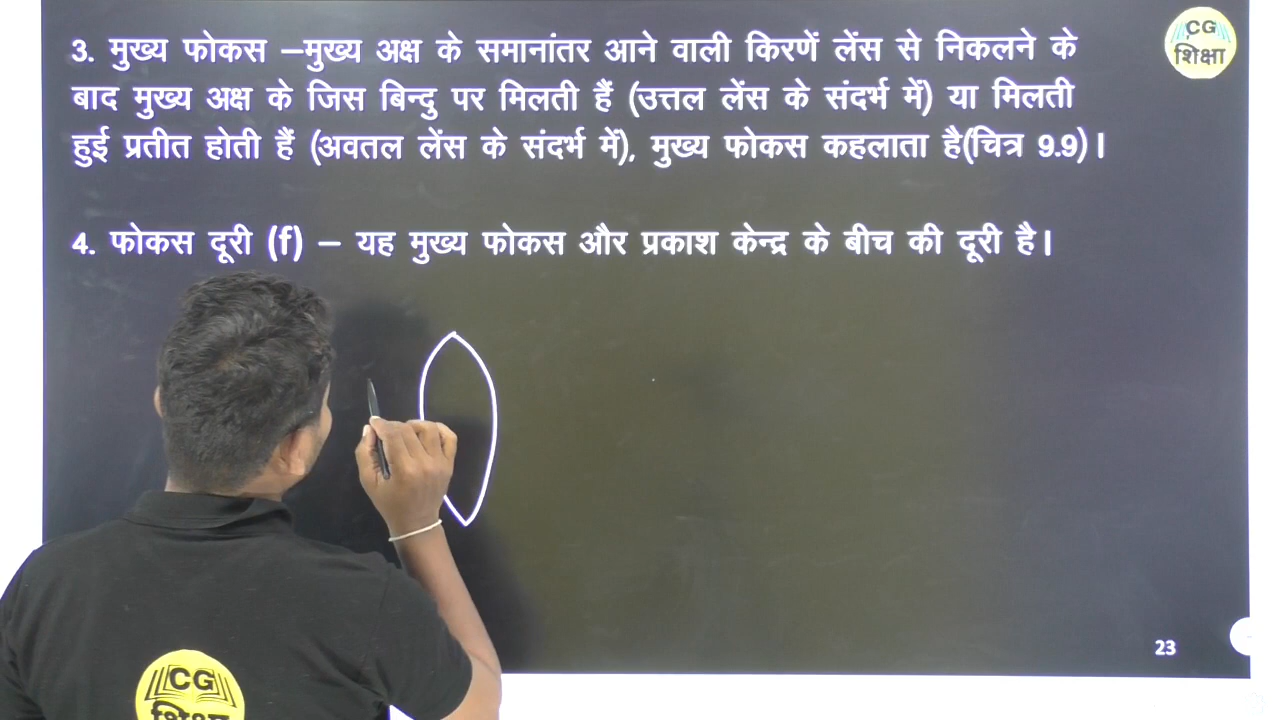 3. मुख्य फोकस –मुख्य अक्ष के समानांतर आने वाली किरणें लेंस से निकलने के
बाद मुख्य अक्ष के जिस बिन्दु पर मिलती हैं (उत्तल लेंस के संदर्भ में) या मिलती
हुई प्रतीत होती हैं (अवतल लेंस के संदर्भ में), मुख्य फोकस कहलाता है(चित्र 9.9)।
4. फोकस दूरी (f) – यह मुख्य फोकस और प्रकाश केन्द्र के बीच की दूरी है।
CG
शिक्षा
23
CG
शिक्षा